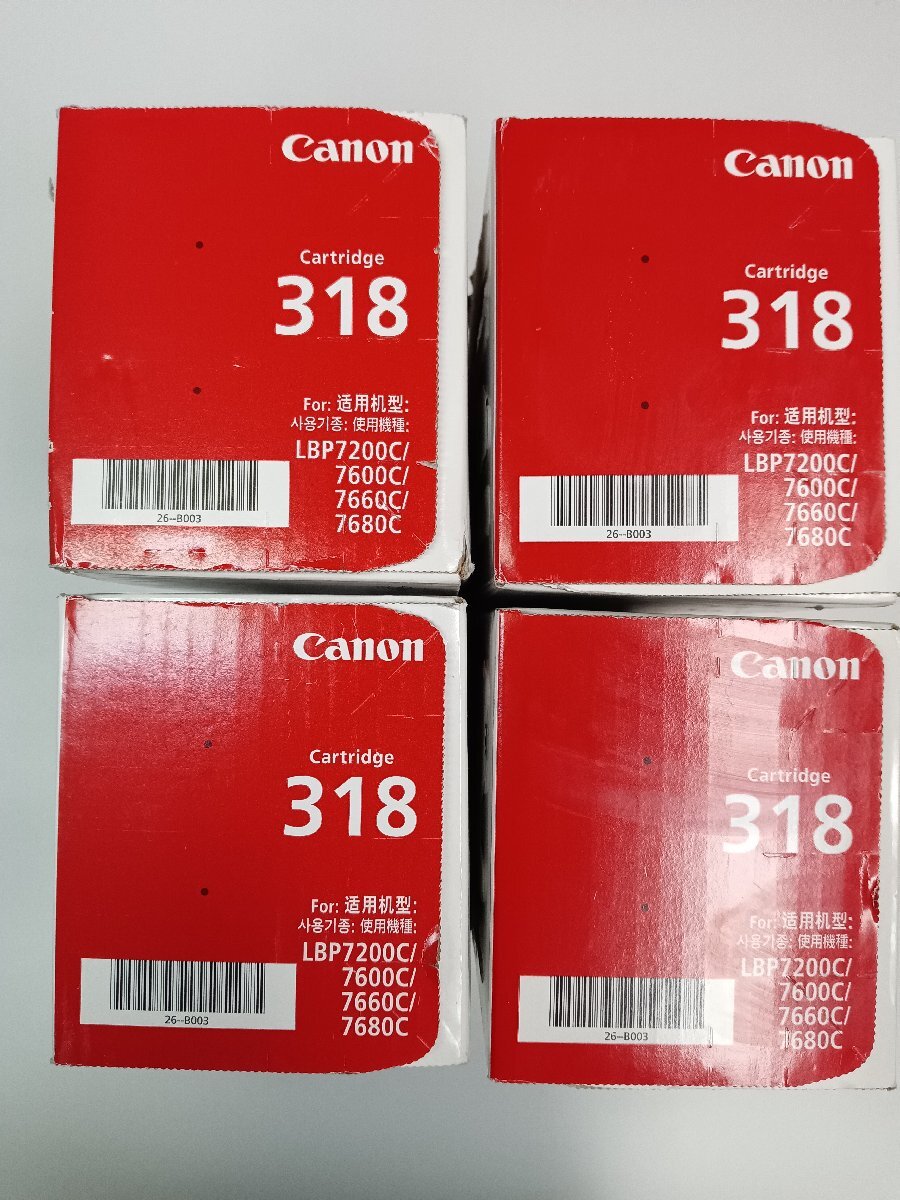 Canon
Cartridge
318
For: 适用机型:
사용기종: 使用機種:
LBP7200C/
7600C/
7660C/
7680C
26--B003
Canon
Cartridge
318
For: 适用机型:
사용기종: 使用機種:
LBP7200C/
7600C/
7660C/
7680C
26--B003
Canon
Cartridge
318
For: 适用机型:
사용기종: 使用機種:
LBP7200C/
7600C/
7660C/
7680C
26--B003
Canon
Cartridge
318
For: 适用机型:
사용기종: 使用機種:
LBP7200C/
7600C/
7660C/
7680C
26--B003